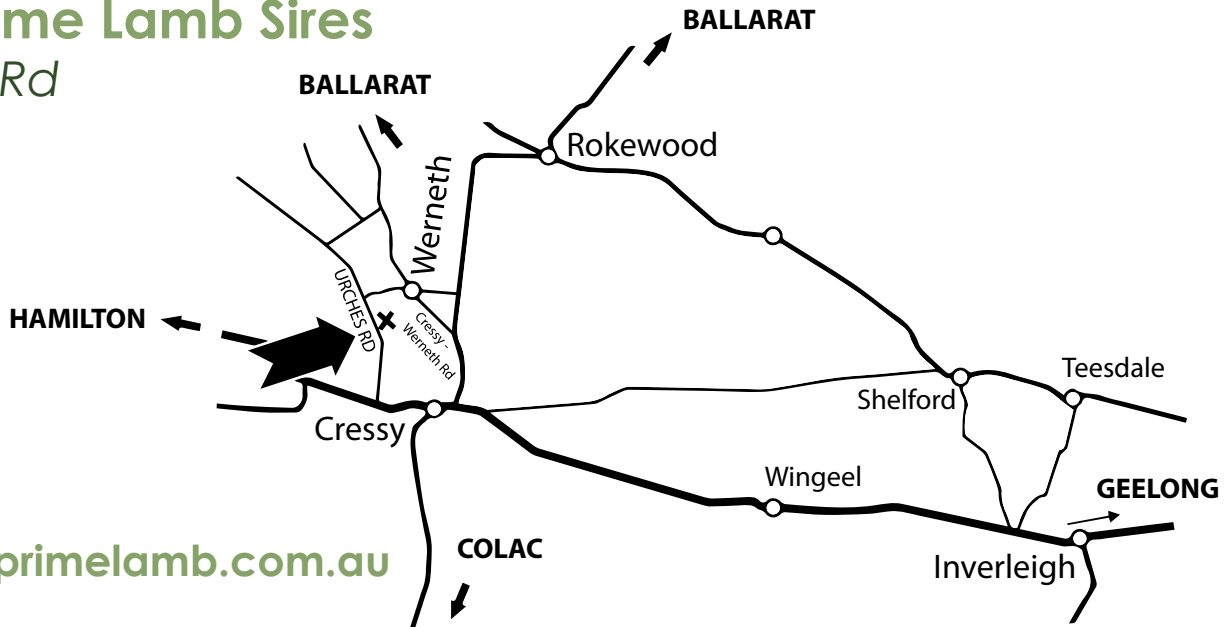 me Lamb Sires
Rd
BALLARAT
BALLARAT
Rokewood
Werneth
URCHES RD
Cressy -
Werneth Rd
HAMILTON
Teesdale
Shelford
Cressy
Wingeel
GEELONG
COLAC
Inverleigh
primelamb.com.au